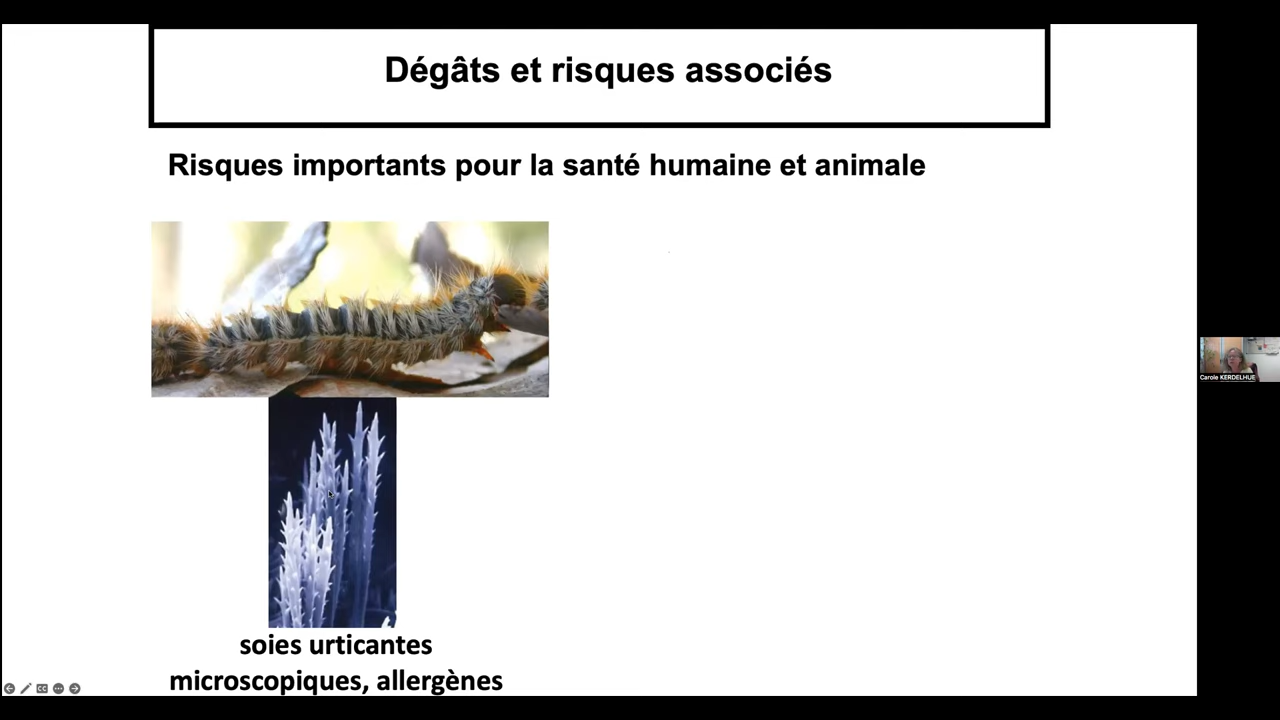 Dégâts et risques associés
Risques importants pour la santé humaine et animale
soies urticantes
microscopiques, allergènes
Carole KERDELHUE